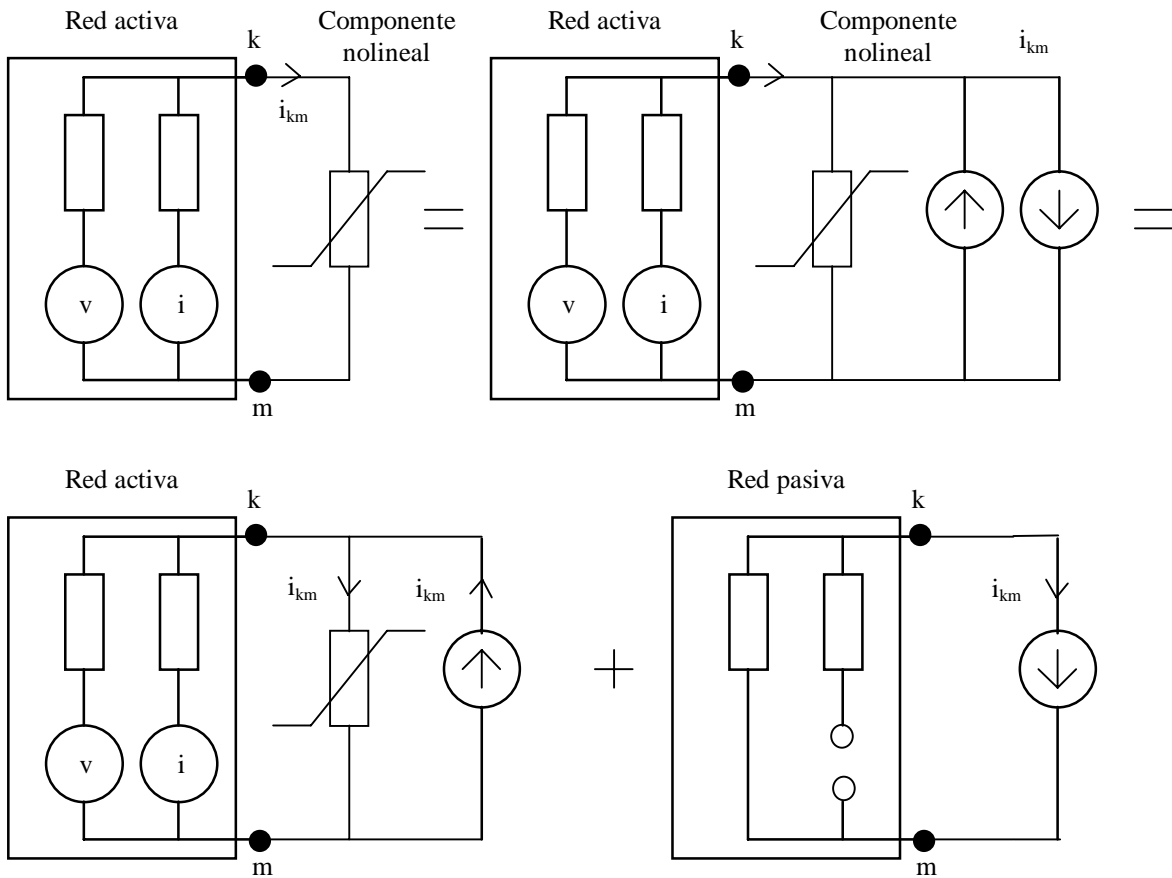 Red activa
k
Componente
nolineal
i_km
v
i
m
=
Red activa
k
Componente
nolineal
i_km
v
i
m
=
Red activa
k
i_km
i_km
v
i
m
+
Red pasiva
k
i_km
m